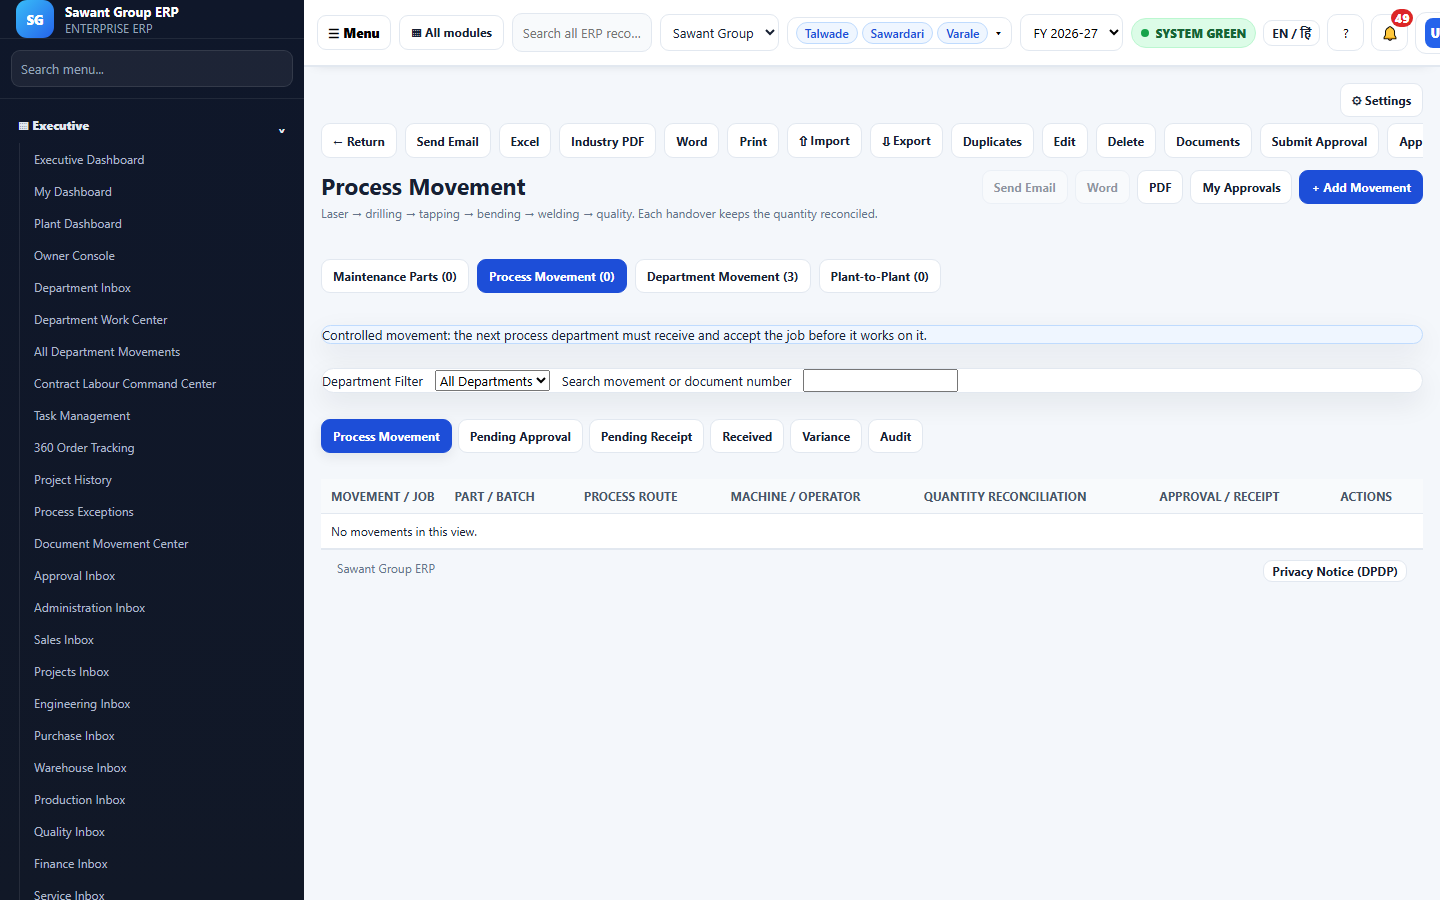 SG
Sawant Group ERP
ENTERPRISE ERP
Search menu...
Executive
Executive Dashboard
My Dashboard
Plant Dashboard
Owner Console
Department Inbox
Department Work Center
All Department Movements
Contract Labour Command Center
Task Management
360 Order Tracking
Project History
Process Exceptions
Document Movement Center
Approval Inbox
Administration Inbox
Sales Inbox
Projects Inbox
Engineering Inbox
Purchase Inbox
Warehouse Inbox
Production Inbox
Quality Inbox
Finance Inbox
Service Inbox
☰ Menu
All modules
Search all ERP reco...
Sawant Group
Talwade
Sawardari
Varale
FY 2026-27
SYSTEM GREEN
EN / हिं
?
49
U
⚙ Settings
← Return
Send Email
Excel
Industry PDF
Word
Print
⇧ Import
⇩ Export
Duplicates
Edit
Delete
Documents
Submit Approval
App
Process Movement
Send Email
Word
PDF
My Approvals
+ Add Movement
Laser → drilling → tapping → bending → welding → quality. Each handover keeps the quantity reconciled.
Maintenance Parts (0)
Process Movement (0)
Department Movement (3)
Plant-to-Plant (0)
Controlled movement: the next process department must receive and accept the job before it works on it.
Department Filter
All Departments
Search movement or document number
Process Movement
Pending Approval
Pending Receipt
Received
Variance
Audit
MOVEMENT / JOB
PART / BATCH
PROCESS ROUTE
MACHINE / OPERATOR
QUANTITY RECONCILIATION
APPROVAL / RECEIPT
ACTIONS
No movements in this view.
Sawant Group ERP
Privacy Notice (DPDP)